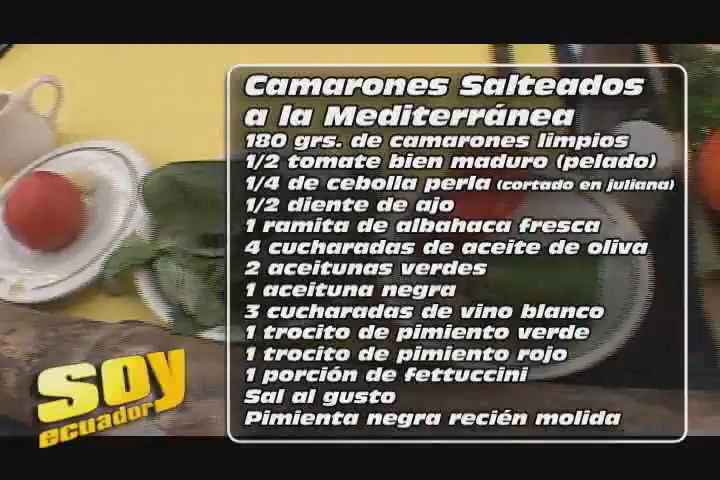 Camarones Salteados
a la Mediterránea
180 grs. de camarones limpios
1/2 tomate bien maduro (pelado)
1/4 de cebolla perla (cortado en juliana)
1/2 diente de ajo
1 ramita de albahaca fresca
4 cucharadas de aceite de oliva
2 aceitunas verdes
1 aceituna negra
3 cucharadas de vino blanco
1 trocito de pimiento verde
1 trocito de pimiento rojo
1 porción de fettuccini
Sal al gusto
Pimienta negra recién molida
soy
ecuador